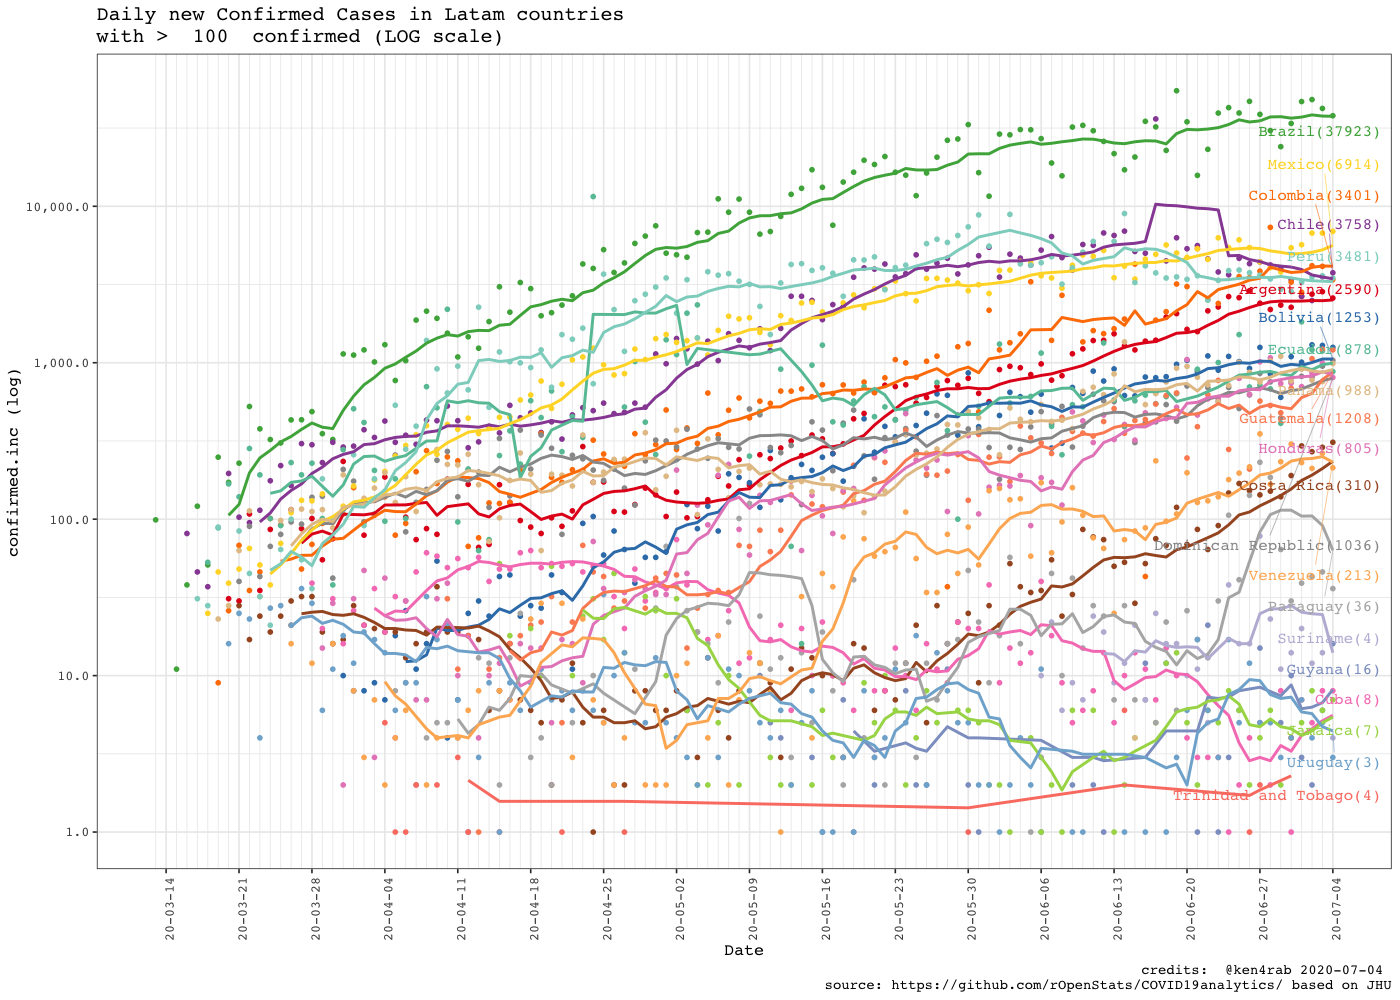 Daily new Confirmed Cases in Latam countries
with >  100  confirmed (LOG scale)
confirmed.inc (log)
10,000.0
1,000.0
100.0
10.0
1.0
Brazil(37923)
Mexico(6914)
Colombia(3401)
Chile(3758)
Peru(3481)
Argentina(2590)
Bolivia(1253)
Ecuador(878)
Panama(988)
Guatemala(1208)
Honduras(805)
Costa Rica(310)
Dominican Republic(1036)
Venezuela(213)
Paraguay(36)
Suriname(4)
Guyana(16)
Cuba(8)
Jamaica(7)
Uruguay(3)
Trinidad and Tobago(4)
20-03-14
20-03-21
20-03-28
20-04-04
20-04-11
20-04-18
20-04-25
20-05-02
20-05-09
20-05-16
20-05-23
20-05-30
20-06-06
20-06-13
20-06-20
20-06-27
20-07-04
Date
credits:  @ken4rab 2020-07-04
source: https://github.com/rOpenStats/COVID19analytics/ based on JHU